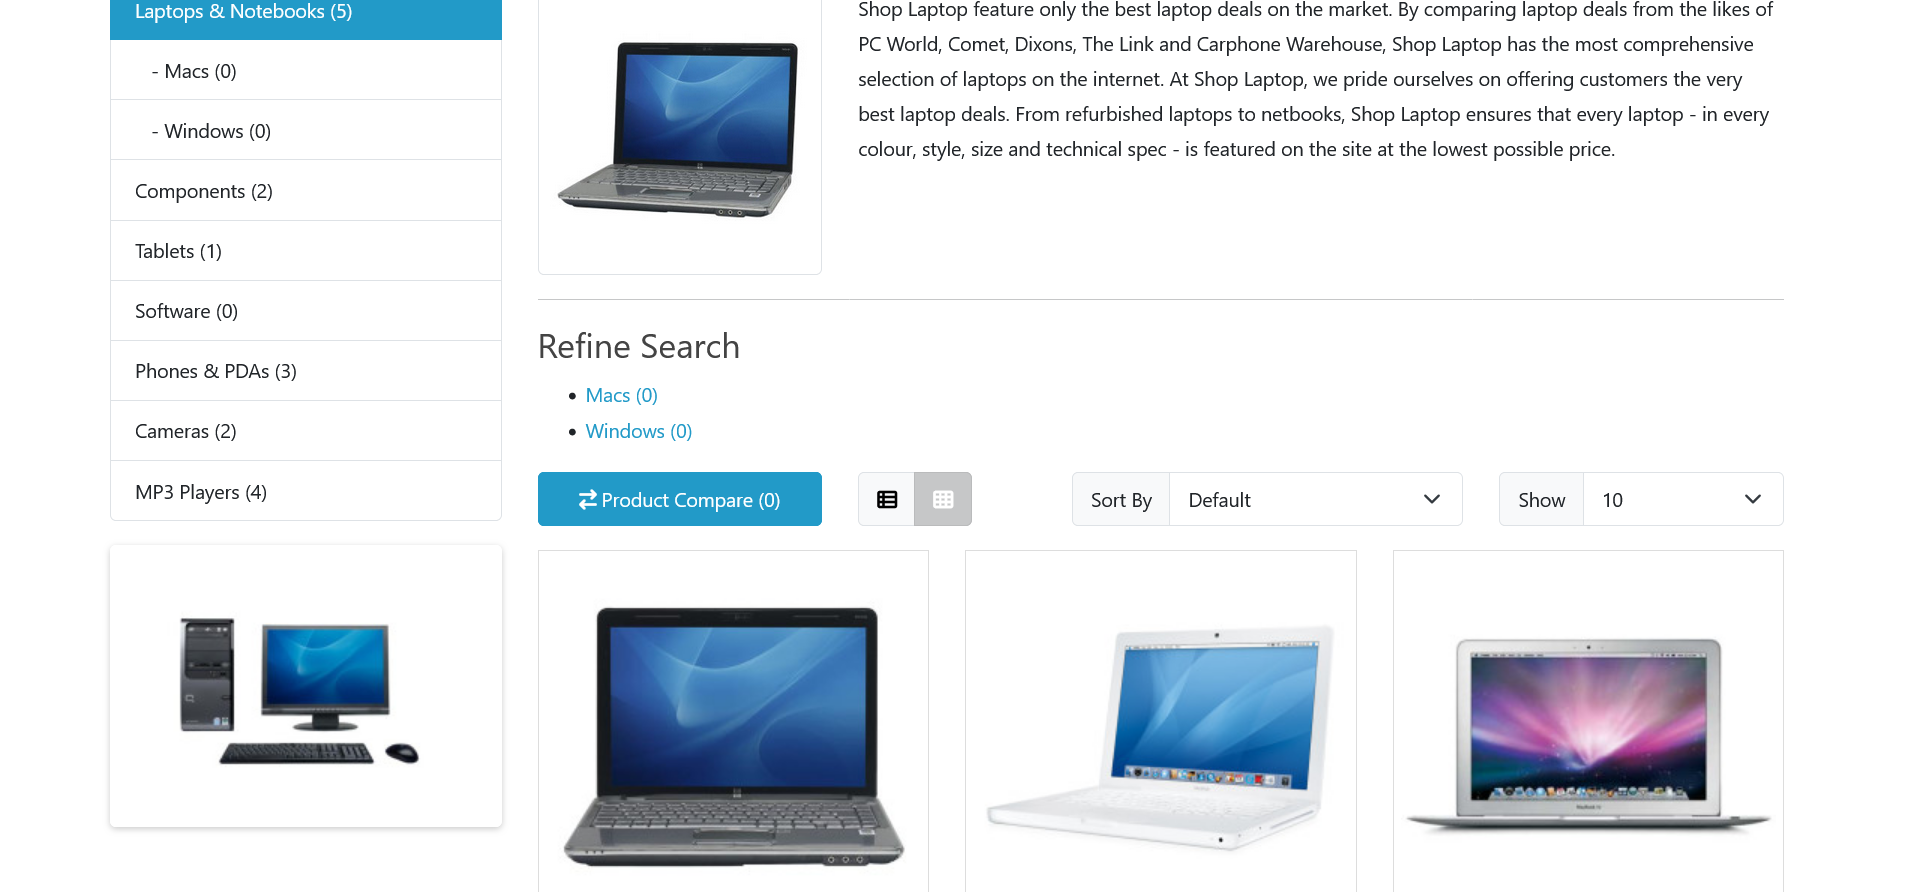 Laptops & Notebooks (5)
- Macs (0)
- Windows (0)
Components (2)
Tablets (1)
Software (0)
Phones & PDAs (3)
Cameras (2)
MP3 Players (4)
Shop Laptop feature only the best laptop deals on the market. By comparing laptop deals from the likes of
PC World, Comet, Dixons, The Link and Carphone Warehouse, Shop Laptop has the most comprehensive
selection of laptops on the internet. At Shop Laptop, we pride ourselves on offering customers the very
best laptop deals. From refurbished laptops to netbooks, Shop Laptop ensures that every laptop - in every
colour, style, size and technical spec - is featured on the site at the lowest possible price.
Refine Search
Macs (0)
Windows (0)
Product Compare (0)
Sort By Default
Show 10